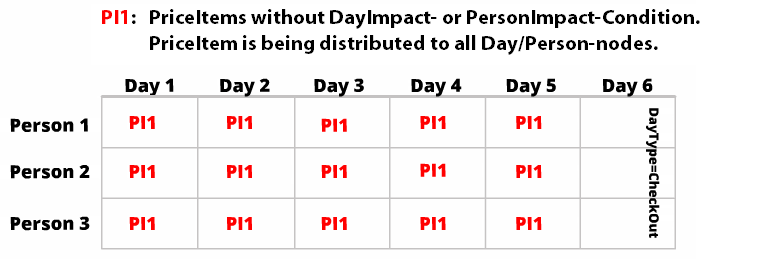 PI1: PriceItems without DayImpact- or PersonImpact-Condition.
PriceItem is being distributed to all Day/Person-nodes.
Day 1 Day 2 Day 3 Day 4 Day 5 Day 6
Person 1 PI1 PI1 PI1 PI1 PI1
Person 2 PI1 PI1 PI1 PI1 PI1
Person 3 PI1 PI1 PI1 PI1 PI1
DayType=CheckOut